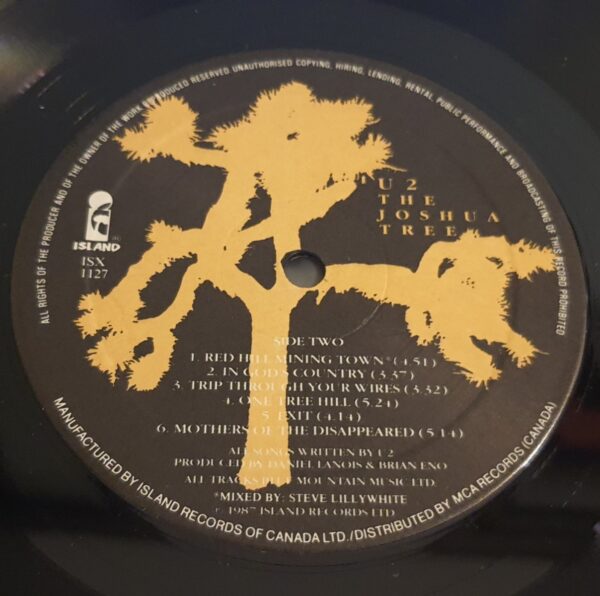 ALL RIGHTS OF THE PRODUCER AND OF THE OWNER OF THE WORK REPRODUCED RESERVED. UNAUTHORISED COPYING, HIRING, LENDING, RENTAL, PUBLIC PERFORMANCE AND BROADCASTING OF THIS RECORD PROHIBITED
U2
THE
JOSHUA
TREE
ISLAND
ISX
1127
SIDE TWO
1. RED HILL MINING TOWN* (4.51)
2. IN GOD'S COUNTRY (3.37)
3. TRIP THROUGH YOUR WIRES (3.32)
4. ONE TREE HILL (5.24)
5. EXIT (4.14)
6. MOTHERS OF THE DISAPPEARED (5.14)
ALL SONGS WRITTEN BY U2
PRODUCED BY DANIEL LANOIS & BRIAN ENO
ALL TRACKS MOUNTAIN MUSIC LTD.
*MIXED BY: STEVE LILLYWHITE
1987 ISLAND RECORDS LTD.
MANUFACTURED BY ISLAND RECORDS OF CANADA LTD./DISTRIBUTED BY MCA RECORDS (CANADA)